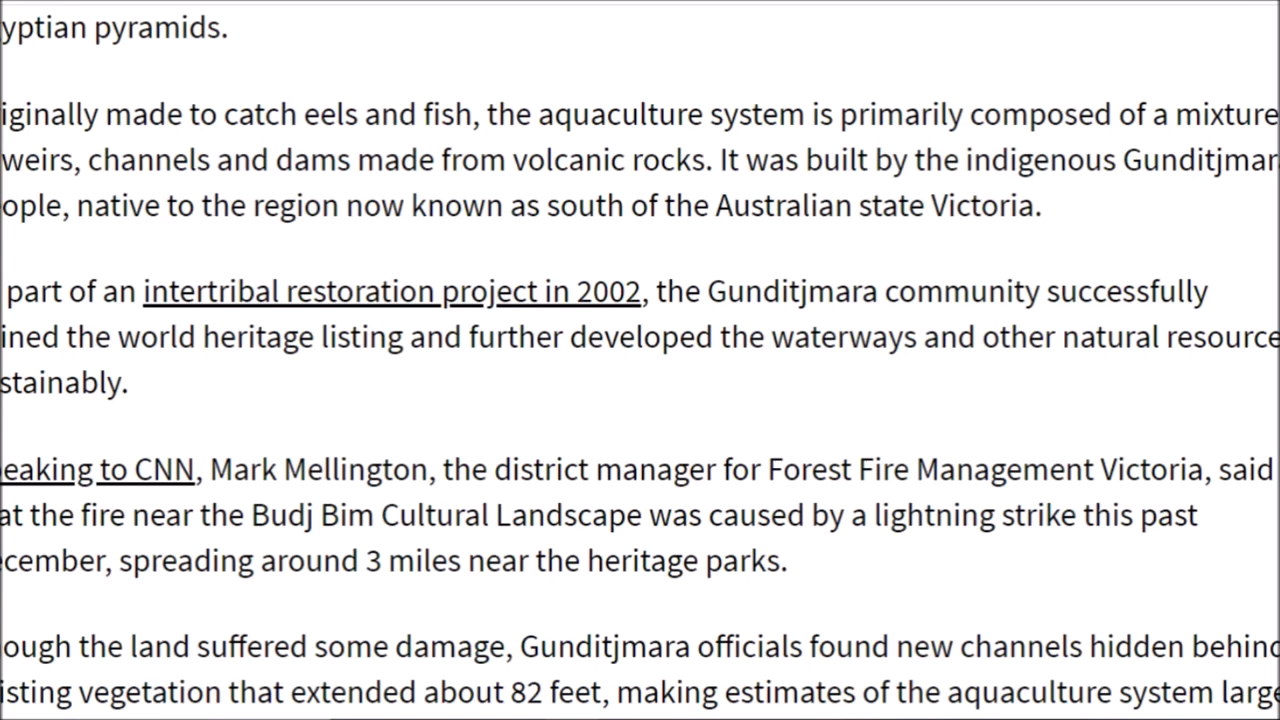 yptian pyramids.
iginally made to catch eels and fish, the aquaculture system is primarily composed of a mixture
weirs, channels and dams made from volcanic rocks. It was built by the indigenous Gunditjmar
ople, native to the region now known as south of the Australian state Victoria.
part of an intertribal restoration project in 2002, the Gunditjmara community successfully
ined the world heritage listing and further developed the waterways and other natural resource
stainably.
eaking to CNN, Mark Mellington, the district manager for Forest Fire Management Victoria, said
at the fire near the Budj Bim Cultural Landscape was caused by a lightning strike this past
cember, spreading around 3 miles near the heritage parks.
ough the land suffered some damage, Gunditjmara officials found new channels hidden behind
isting vegetation that extended about 82 feet, making estimates of the aquaculture system large